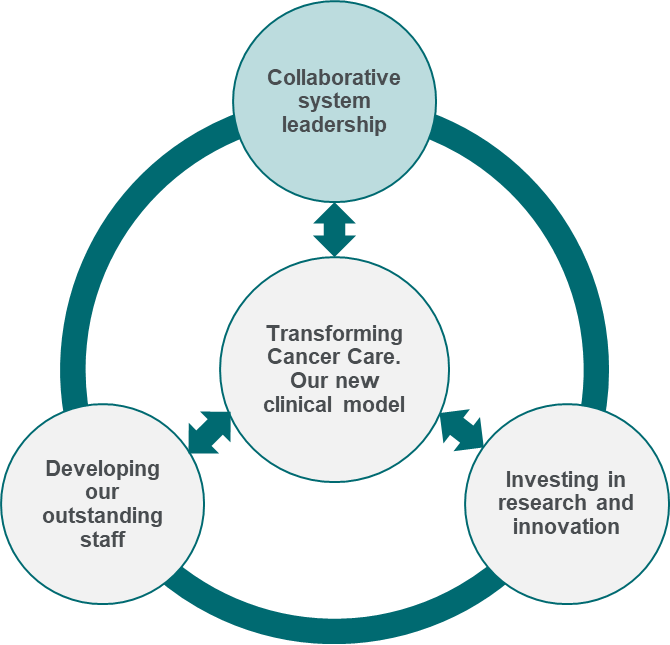 Collaborative
system
leadership
Transforming
Cancer Care.
Our new
clinical model
Developing
our
outstanding
staff
Investing in
research and
innovation